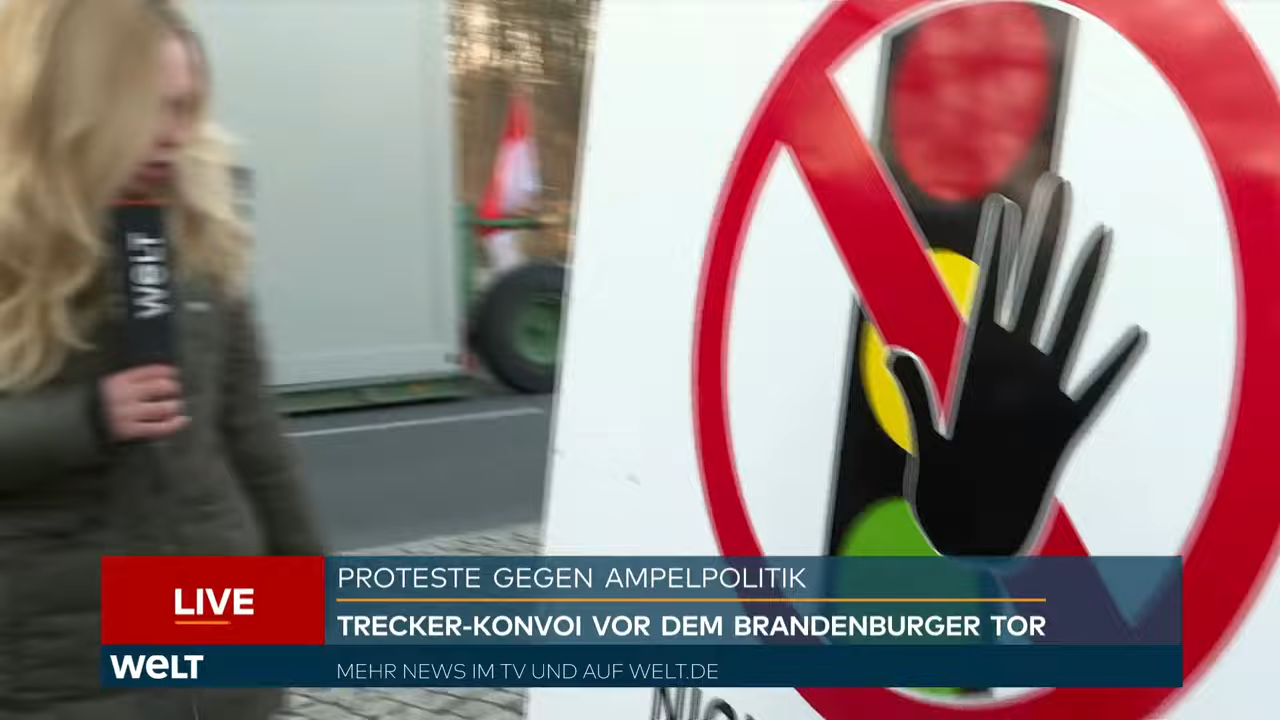 WELT
LIVE
PROTESTE GEGEN AMPELPOLITIK
TRECKER-KONVOI VOR DEM BRANDENBURGER TOR
WELT
MEHR NEWS IM TV UND AUF WELT.DE